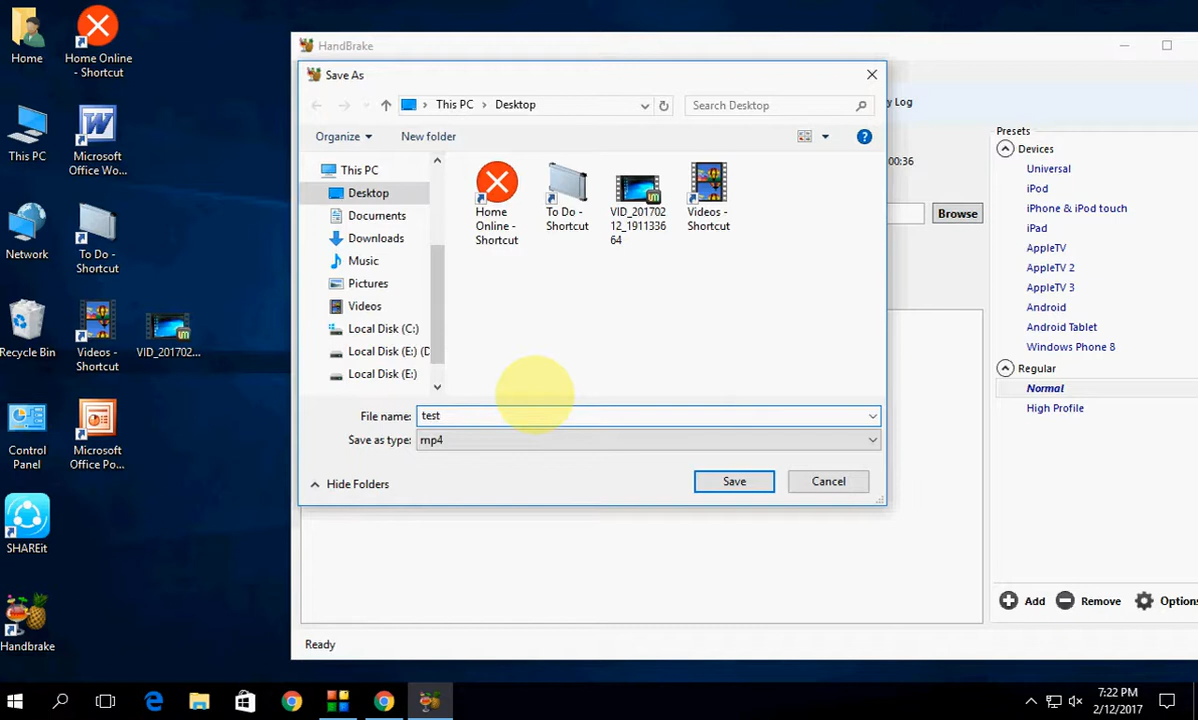 Home
Home Online
- Shortcut
This PC
Microsoft
Office Wo...
Network
To Do -
Shortcut
Recycle Bin
Videos -
Shortcut
VID_201702...
Control
Panel
Microsoft
Office Po...
SHAREit
Handbrake
HandBrake
Save As
This PC
Desktop
Search Desktop
Organize
New folder
This PC
Desktop
Documents
Downloads
Music
Pictures
Videos
Local Disk (C:)
Local Disk (E:) (D
Local Disk (E:)
Home
Online -
Shortcut
To Do -
Shortcut
VID_201702
12_1911336
64
Videos -
Shortcut
File name:
test
Save as type:
mp4
Hide Folders
Save
Cancel
y Log
00:36
Browse
Presets
Devices
Universal
iPod
iPhone & iPod touch
iPad
AppleTV
AppleTV 2
AppleTV 3
Android
Android Tablet
Windows Phone 8
Regular
Normal
High Profile
Add
Remove
Options
Ready
7:22 PM
2/12/2017